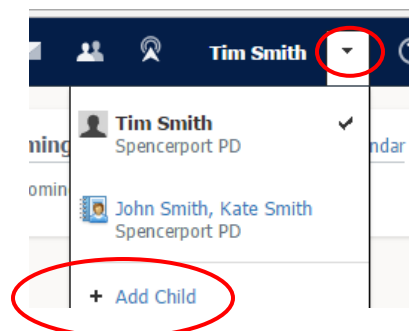 Tim Smith
Tim Smith
Spencerport PD
John Smith, Kate Smith
Spencerport PD
+ Add Child